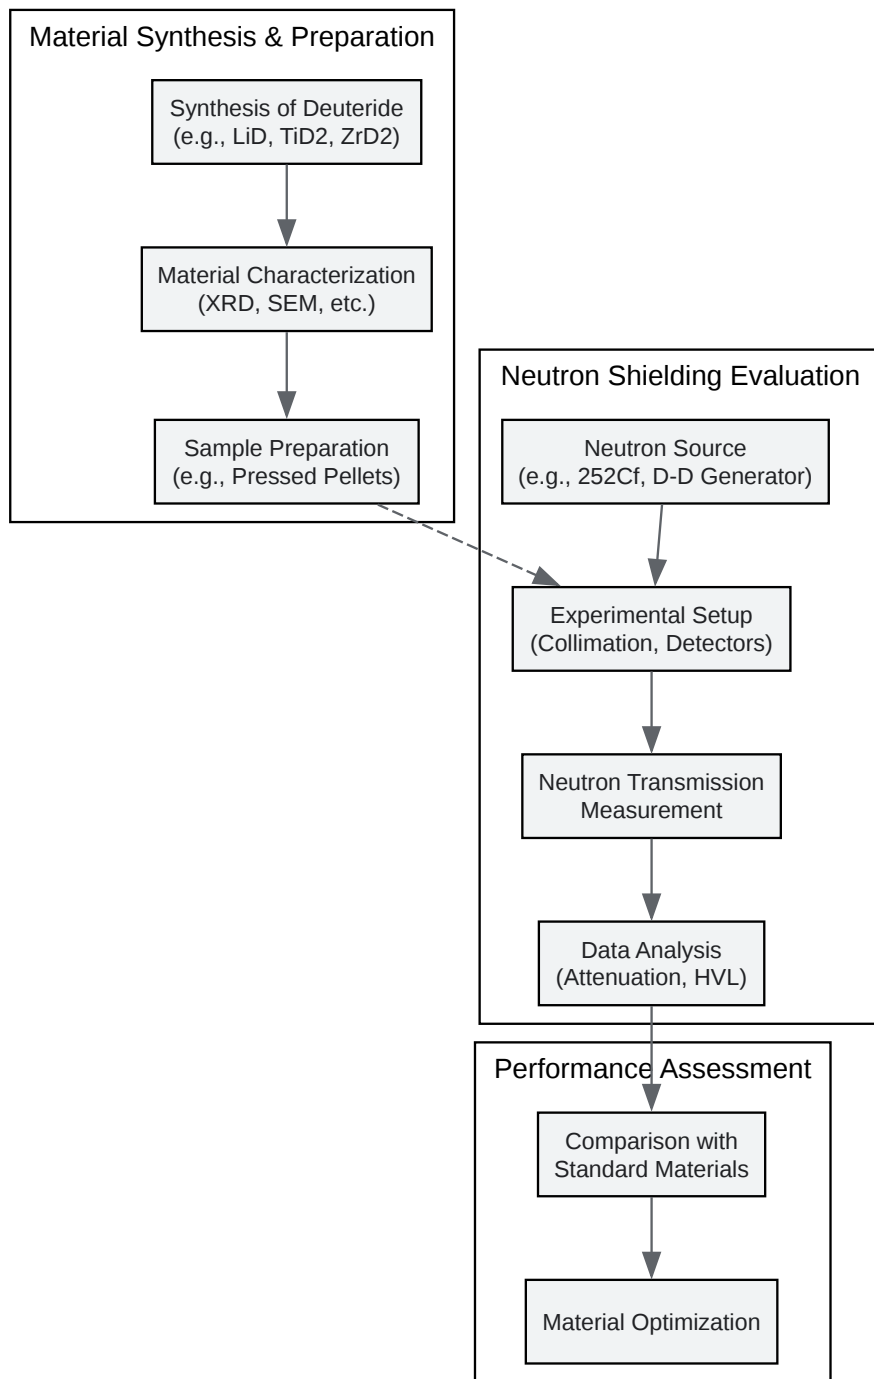 Material Synthesis & Preparation
Synthesis of Deuteride
(e.g., LiD, TiD2, ZrD2)
Material Characterization
(XRD, SEM, etc.)
Sample Preparation
(e.g., Pressed Pellets)
Neutron Shielding Evaluation
Neutron Source
(e.g., 252Cf, D-D Generator)
Experimental Setup
(Collimation, Detectors)
Neutron Transmission
Measurement
Data Analysis
(Attenuation, HVL)
Performance Assessment
Comparison with
Standard Materials
Material Optimization